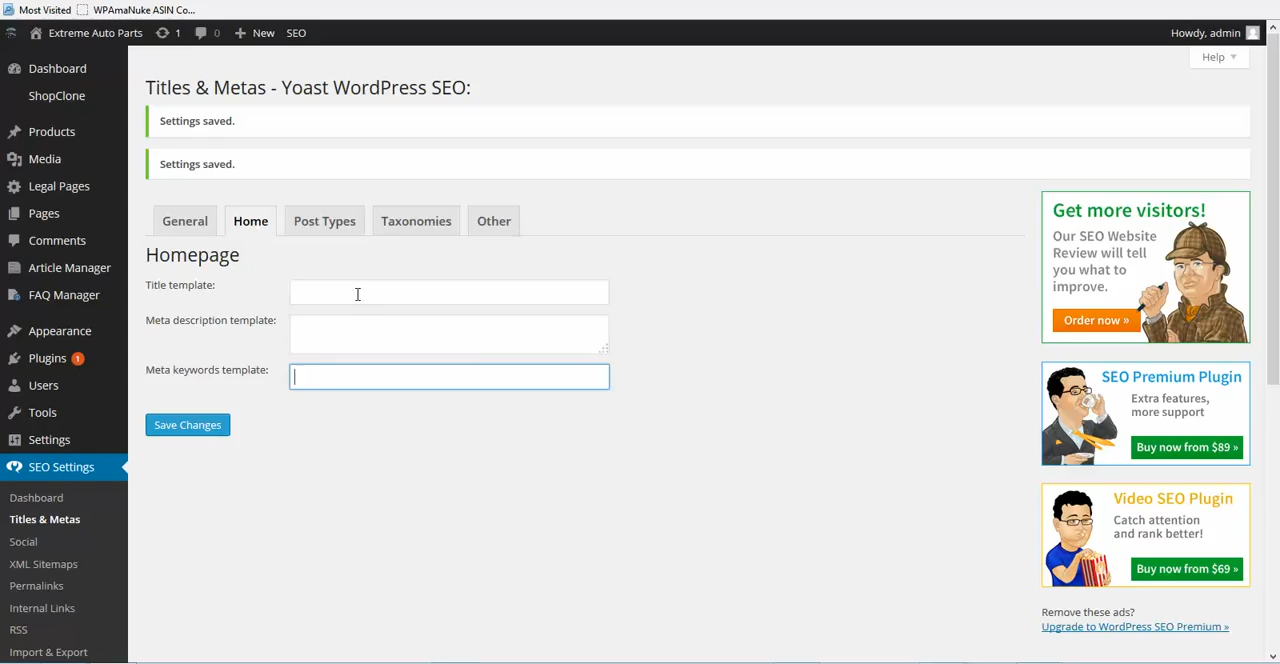 Most Visited WPAmaNuke ASIN Co...
Extreme Auto Parts 1 0 New SEO Howdy, admin
Help
Dashboard
ShopClone
Products
Media
Legal Pages
Pages
Comments
Article Manager
FAQ Manager
Appearance
Plugins 1
Users
Tools
Settings
SEO Settings
Dashboard
Titles & Metas
Social
XML Sitemaps
Permalinks
Internal Links
RSS
Import & Export
Titles & Metas - Yoast WordPress SEO:
Settings saved.
Settings saved.
General Home Post Types Taxonomies Other
Homepage
Title template:
Meta description template:
Meta keywords template:
Save Changes
Get more visitors!
Our SEO Website
Review will tell
you what to
improve.
Order now »
SEO Premium Plugin
Extra features,
more support
Buy now from $89 »
Video SEO Plugin
Catch attention
and rank better!
Buy now from $69 »
Remove these ads?
Upgrade to WordPress SEO Premium »